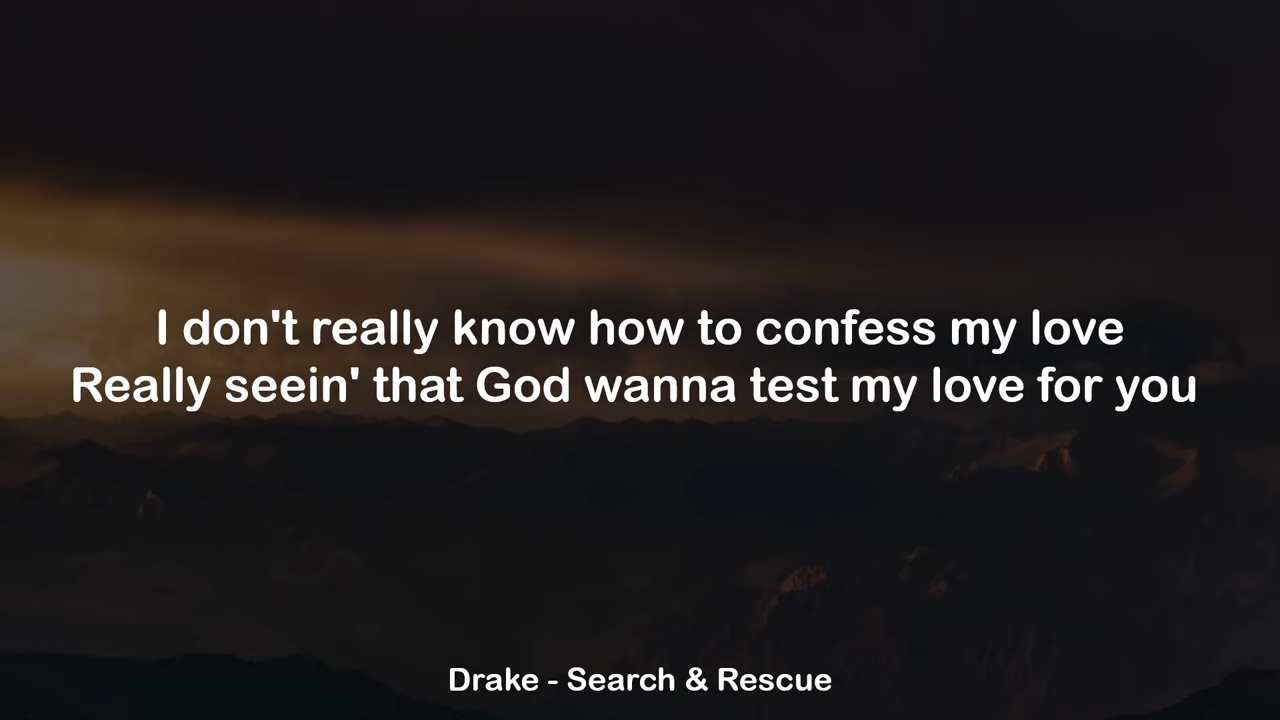 I don't really know how to confess my love
Really seein' that God wanna test my love for you
Drake - Search & Rescue